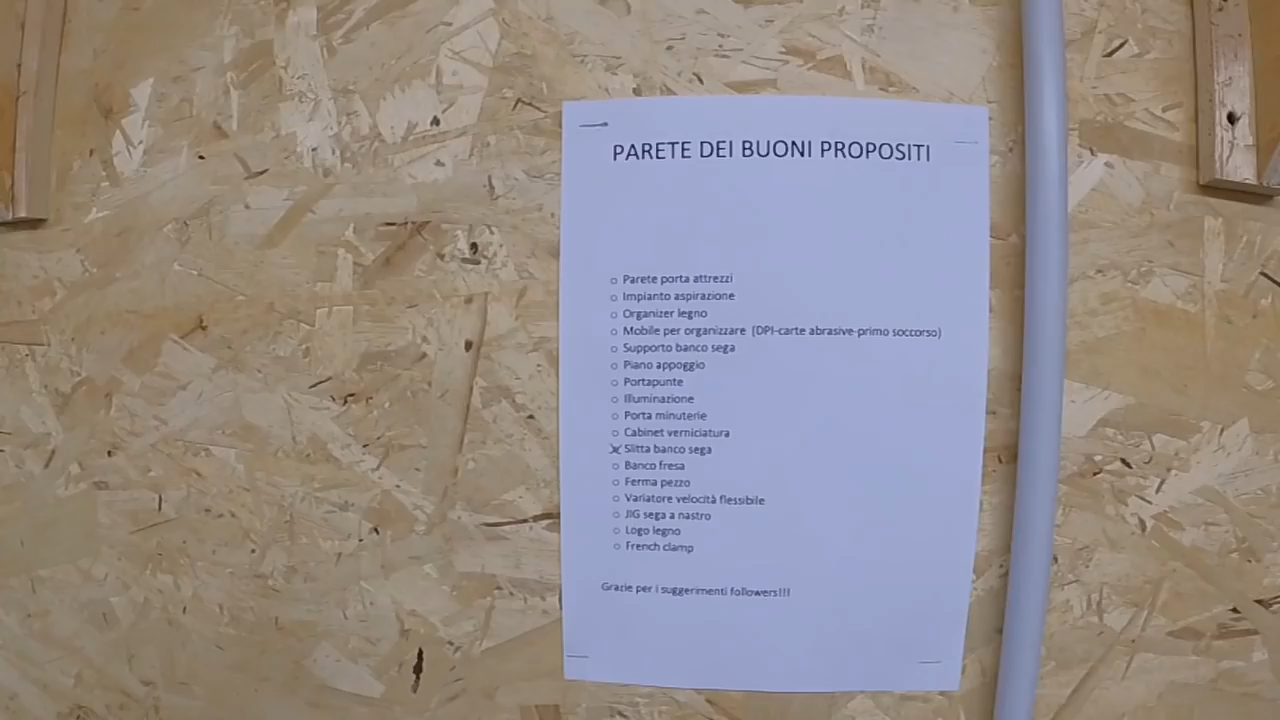 PARETE DEI BUONI PROPOSITI
Parete porta attrezzi
Impianto aspirazione
Organizer legno
Mobile per organizzare (DPI-carte abrasive-primo soccorso)
Supporto banco sega
Piano appoggio
Portapunte
Illuminazione
Porta minuterie
Cabinet verniciatura
Slitta banco sega
Banco fresa
Ferma pezzo
Variatore velocità flessibile
JIG sega a nastro
Logo legno
French clamp
Grazie per i suggerimenti followers!!!